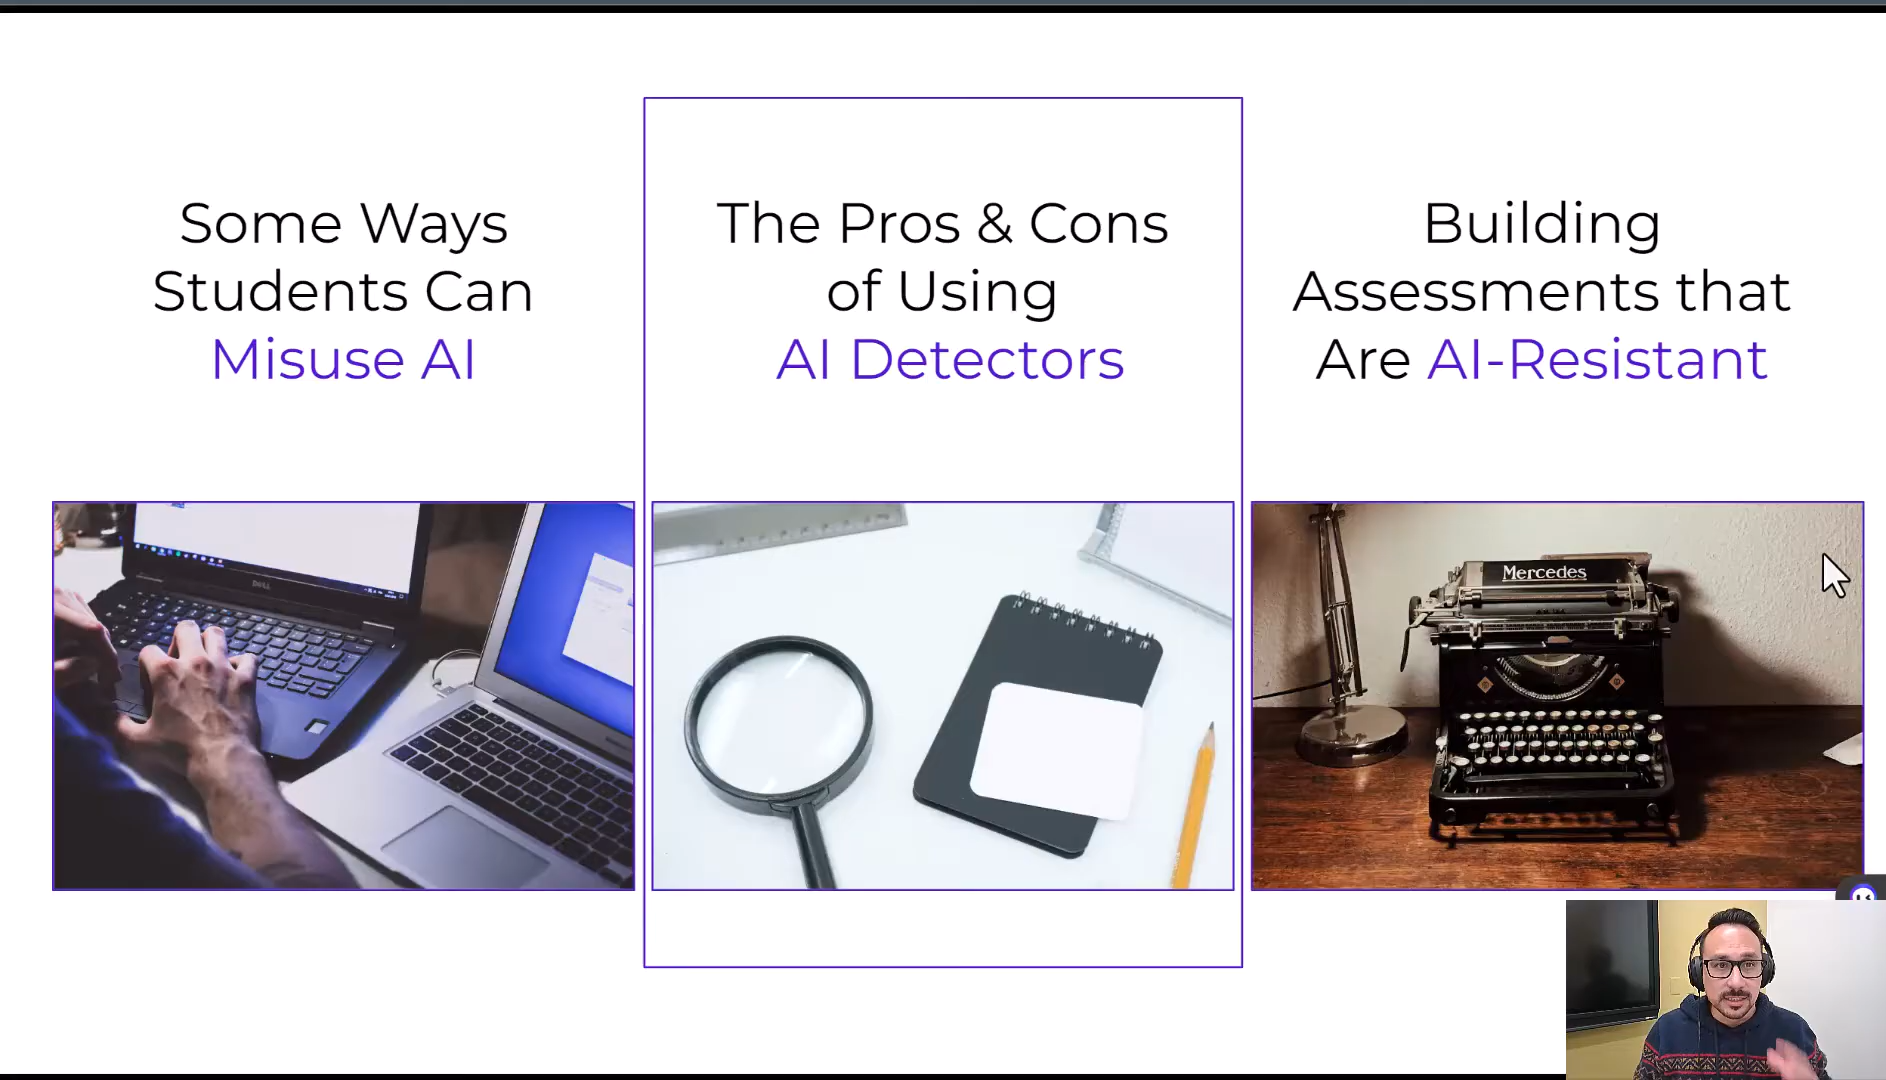 Some Ways
Students Can
Misuse AI
The Pros & Cons
of Using
AI Detectors
Building
Assessments that
Are AI-Resistant
DELL
Mercedes